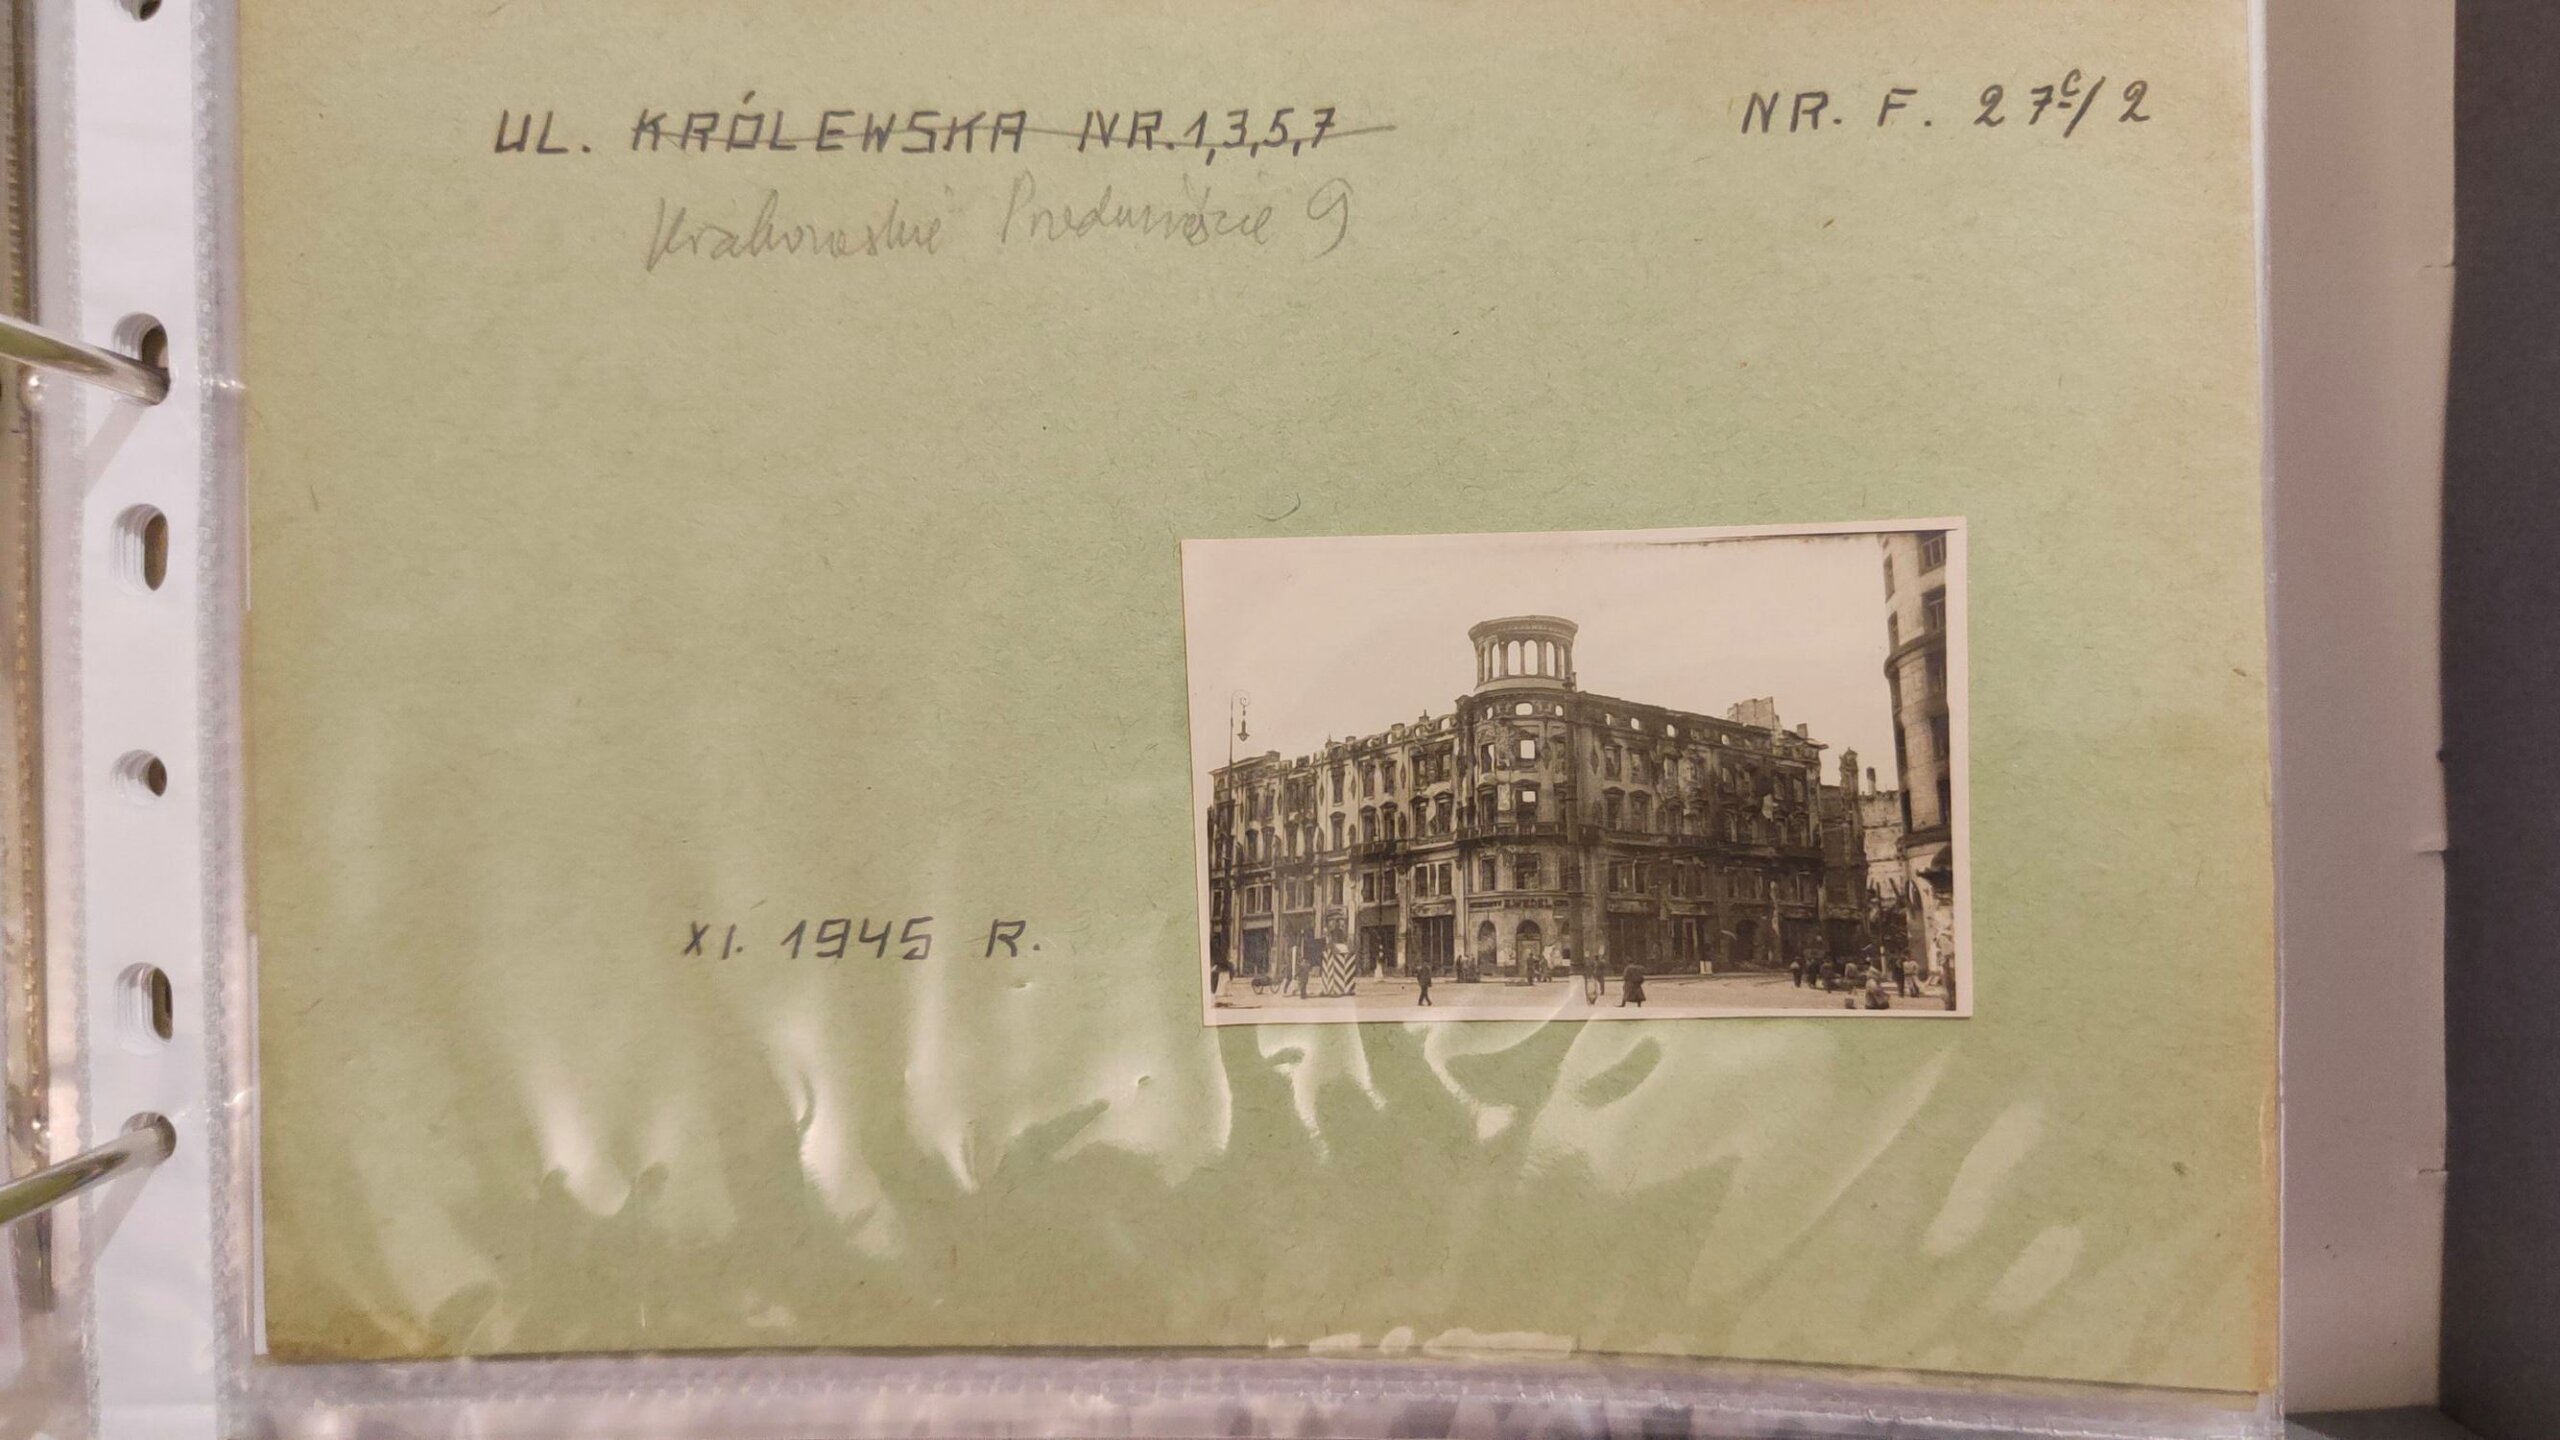 UL. KRÓLEWSKA NR. 1,3,5,7
NR. F. 27c/2
Krakowskie Przedmieście 9
XI. 1945 R.
E. WEDEL